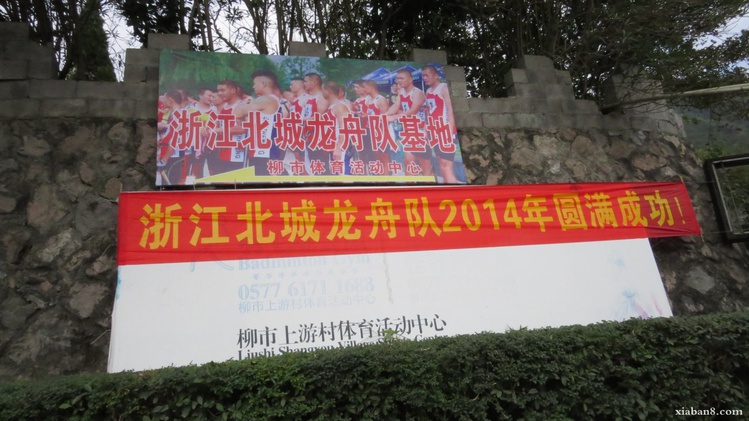 浙江北城龙舟队基地
柳市体育活动中心
浙江北城龙舟队2014年圆满成功!
0577 6171 1688
柳市上游村体育活动中心
柳市上游村体育活动中心
xiaban8.com